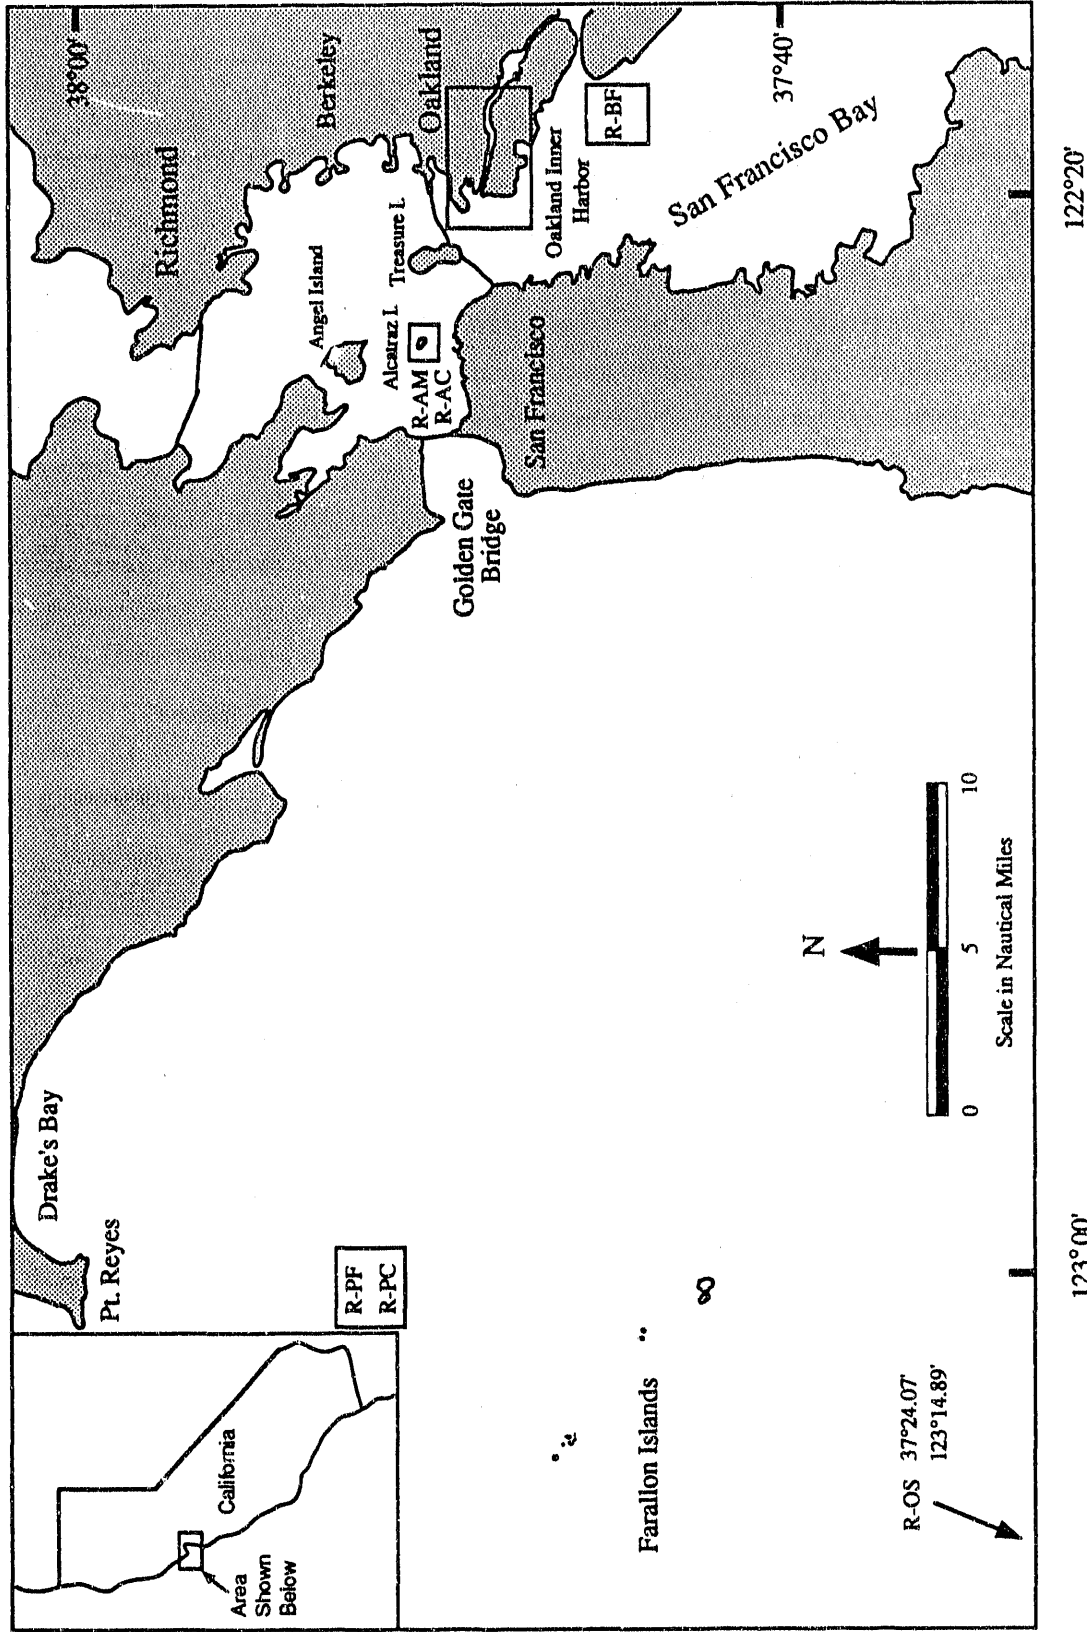 Drake's Bay
Pt. Reyes
R-PF
R-PC
California
Area
Shown
Below
Farallon Islands
R-OS 37°24.07'
123°14.89'
N
0 5 10
Scale in Nautical Miles
Golden Gate
Bridge
San Francisco
R-AM
R-AC
Alcatraz I.
Angel Island
Treasure I.
Richmond
Berkeley
Oakland
Oakland Inner
Harbor
R-BF
San Francisco Bay
38°00'
37°40'
123°00'
122°20'